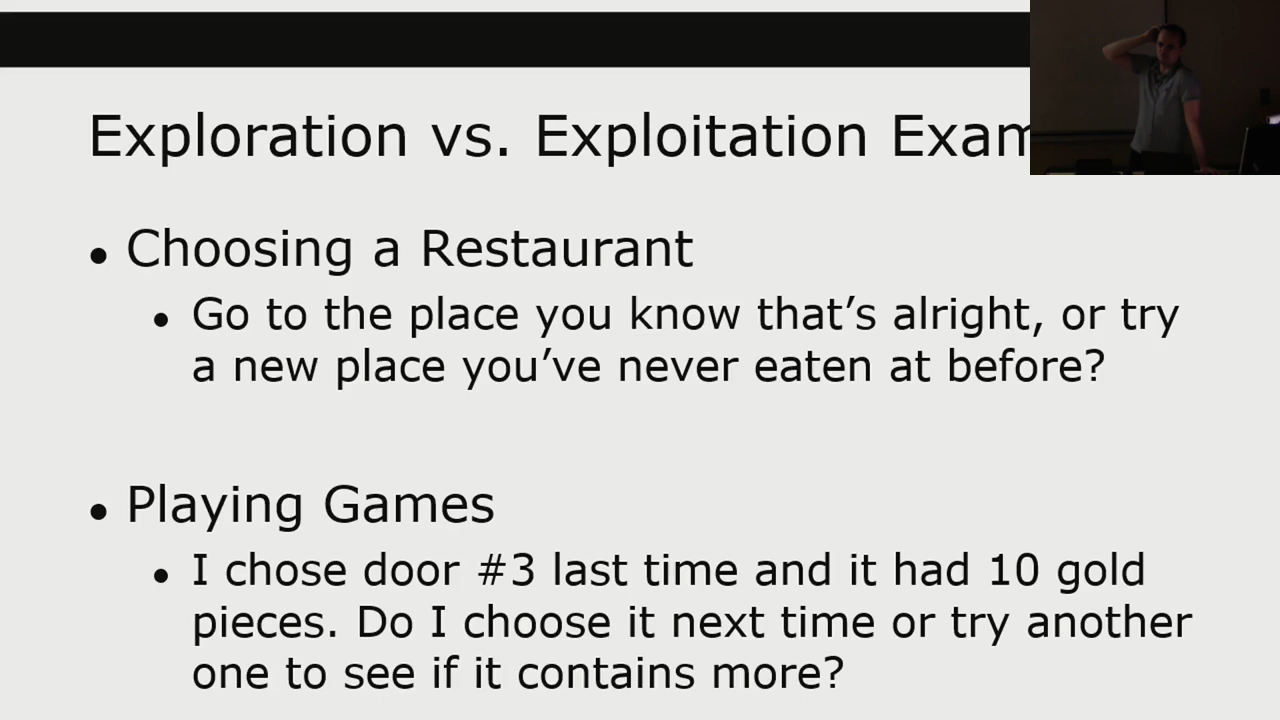 Exploration vs. Exploitation Exam
• Choosing a Restaurant
• Go to the place you know that’s alright, or try
a new place you’ve never eaten at before?
• Playing Games
• I chose door #3 last time and it had 10 gold
pieces. Do I choose it next time or try another
one to see if it contains more?